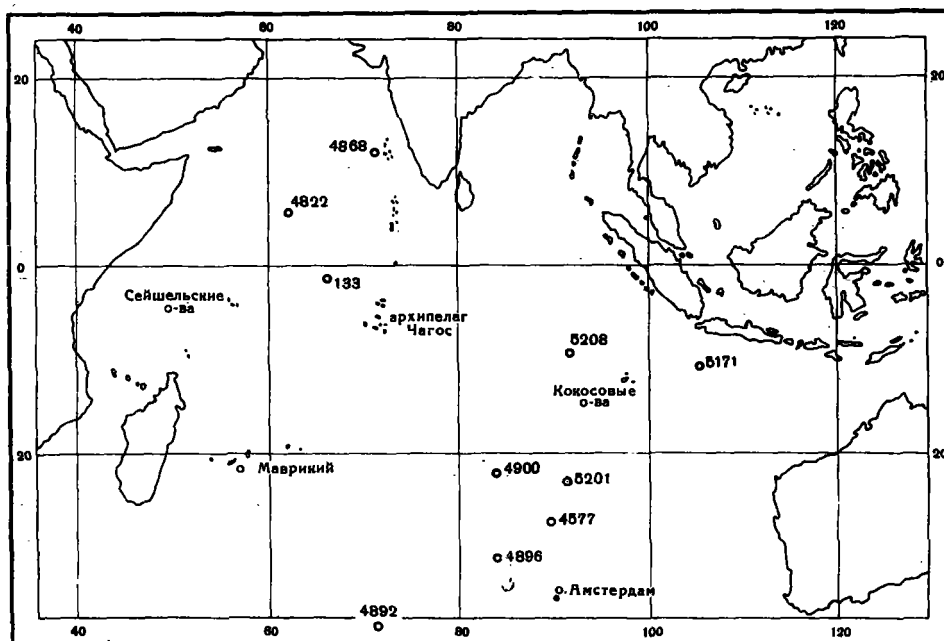 40 60 80 100 120
20 20
4868
4822
0 0
133
Сейшельские
о-ва
архипелаг
Чагос
5208
5171
Кокосовые
о-ва
20 20
Маврикий
4900
5201
4577
4896
о. Амстердам
4892
40 60 80 100 120